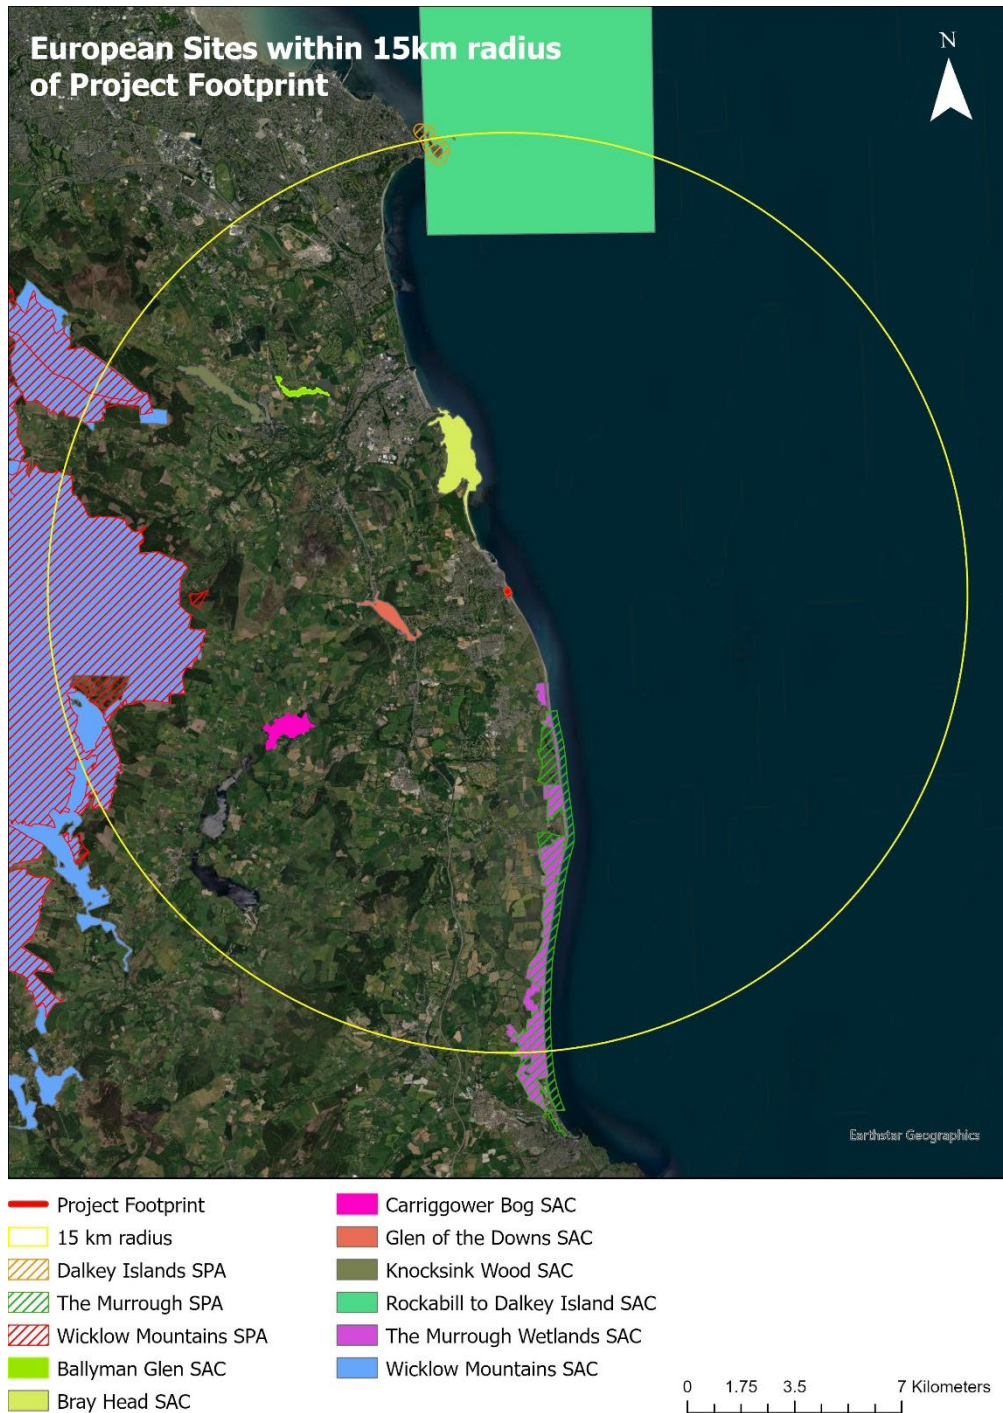 European Sites within 15km radius
of Project Footprint
N
Earthstar Geographics
Project Footprint
15 km radius
Dalkey Islands SPA
The Murrough SPA
Wicklow Mountains SPA
Ballyman Glen SAC
Bray Head SAC
Carriggower Bog SAC
Glen of the Downs SAC
Knocksink Wood SAC
Rockabill to Dalkey Island SAC
The Murrough Wetlands SAC
Wicklow Mountains SAC
0 1.75 3.5 7 Kilometers